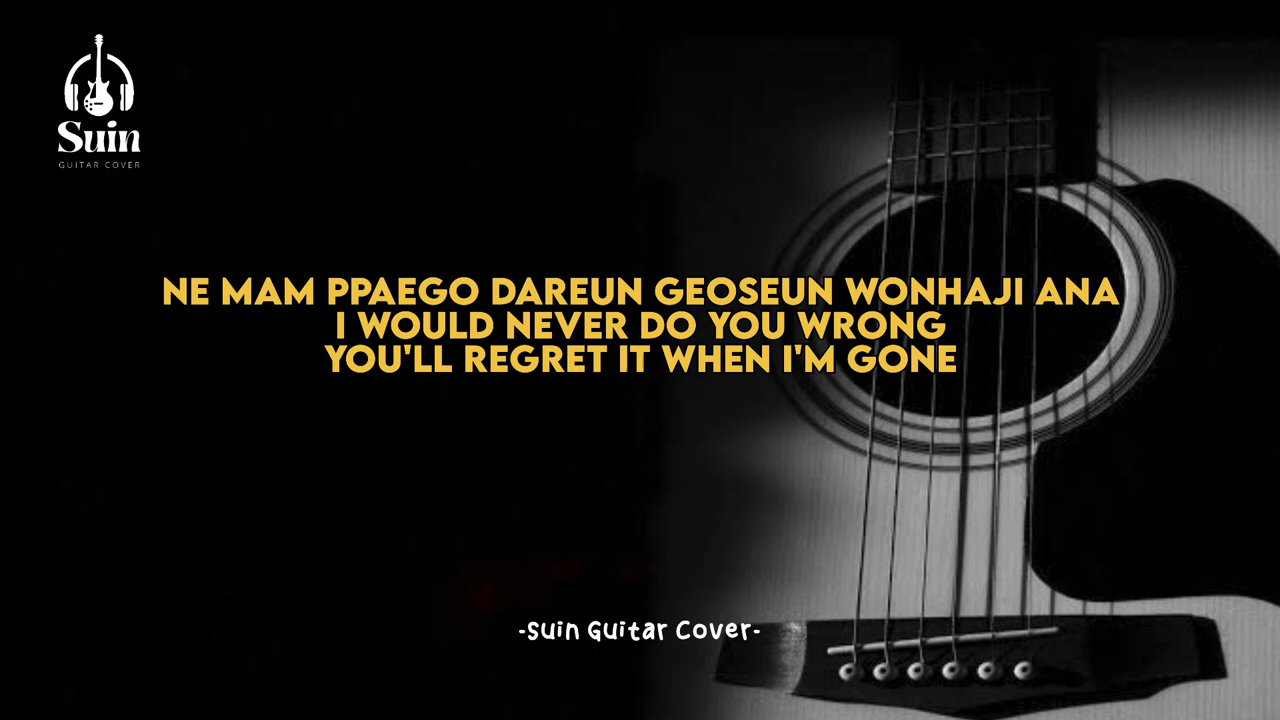 Suin
GUITAR COVER
NE MAM PPAEGO DAREUN GEOSEUN WONHAJI ANA
I WOULD NEVER DO YOU WRONG
YOU'LL REGRET IT WHEN I'M GONE
-Suin Guitar Cover-